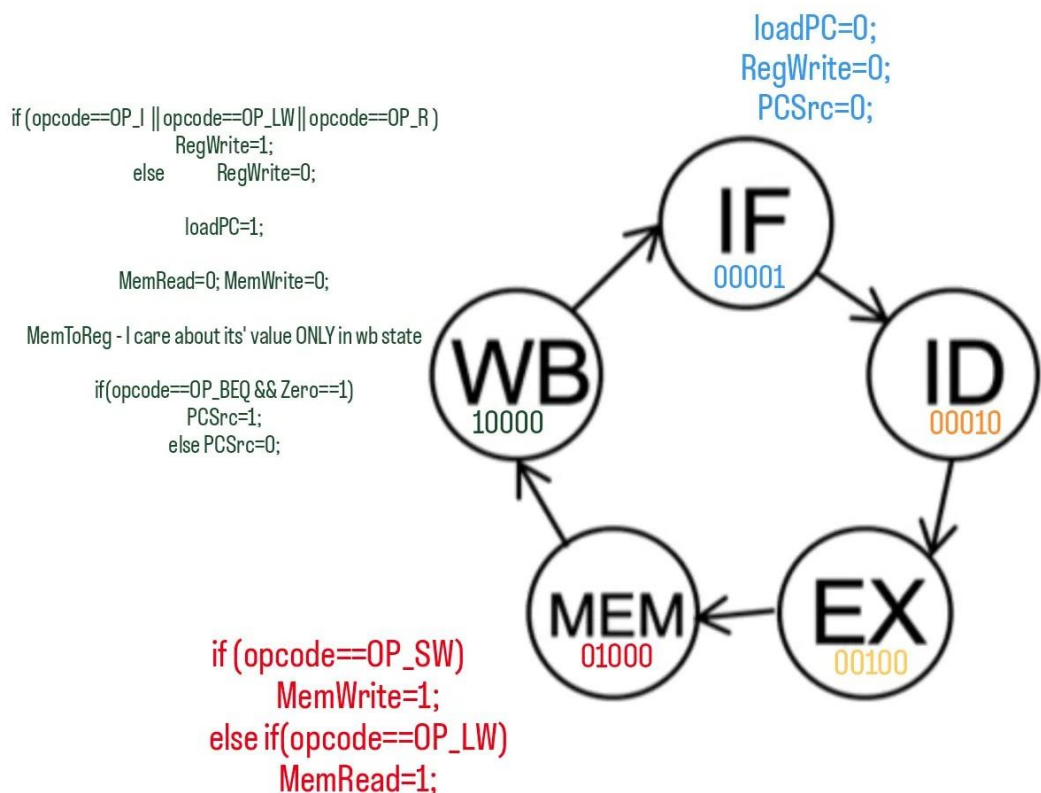 loadPC=0;
RegWrite=0;
PCSrc=0;
IF
00001
if (opcode==OP_I || opcode==OP_LW || opcode==OP_R )
RegWrite=1;
else RegWrite=0;
loadPC=1;
MemRead=0; MemWrite=0;
MemToReg - I care about its' value ONLY in wb state
if(opcode==OP_BEQ && Zero==1)
PCSrc=1;
else PCSrc=0;
WB
10000
ID
00010
MEM
01000
EX
00100
if (opcode==OP_SW)
MemWrite=1;
else if(opcode==OP_LW)
MemRead=1;